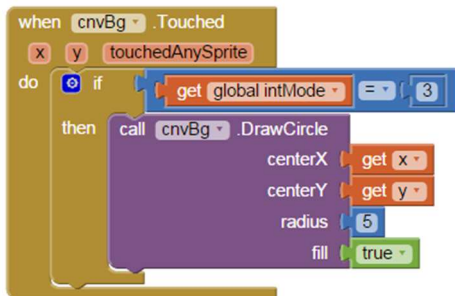 when cnvBg .Touched
x y touchedAnySprite
do if get global intMode = 3
then call cnvBg .DrawCircle
centerX get x
centerY get y
radius 5
fill true